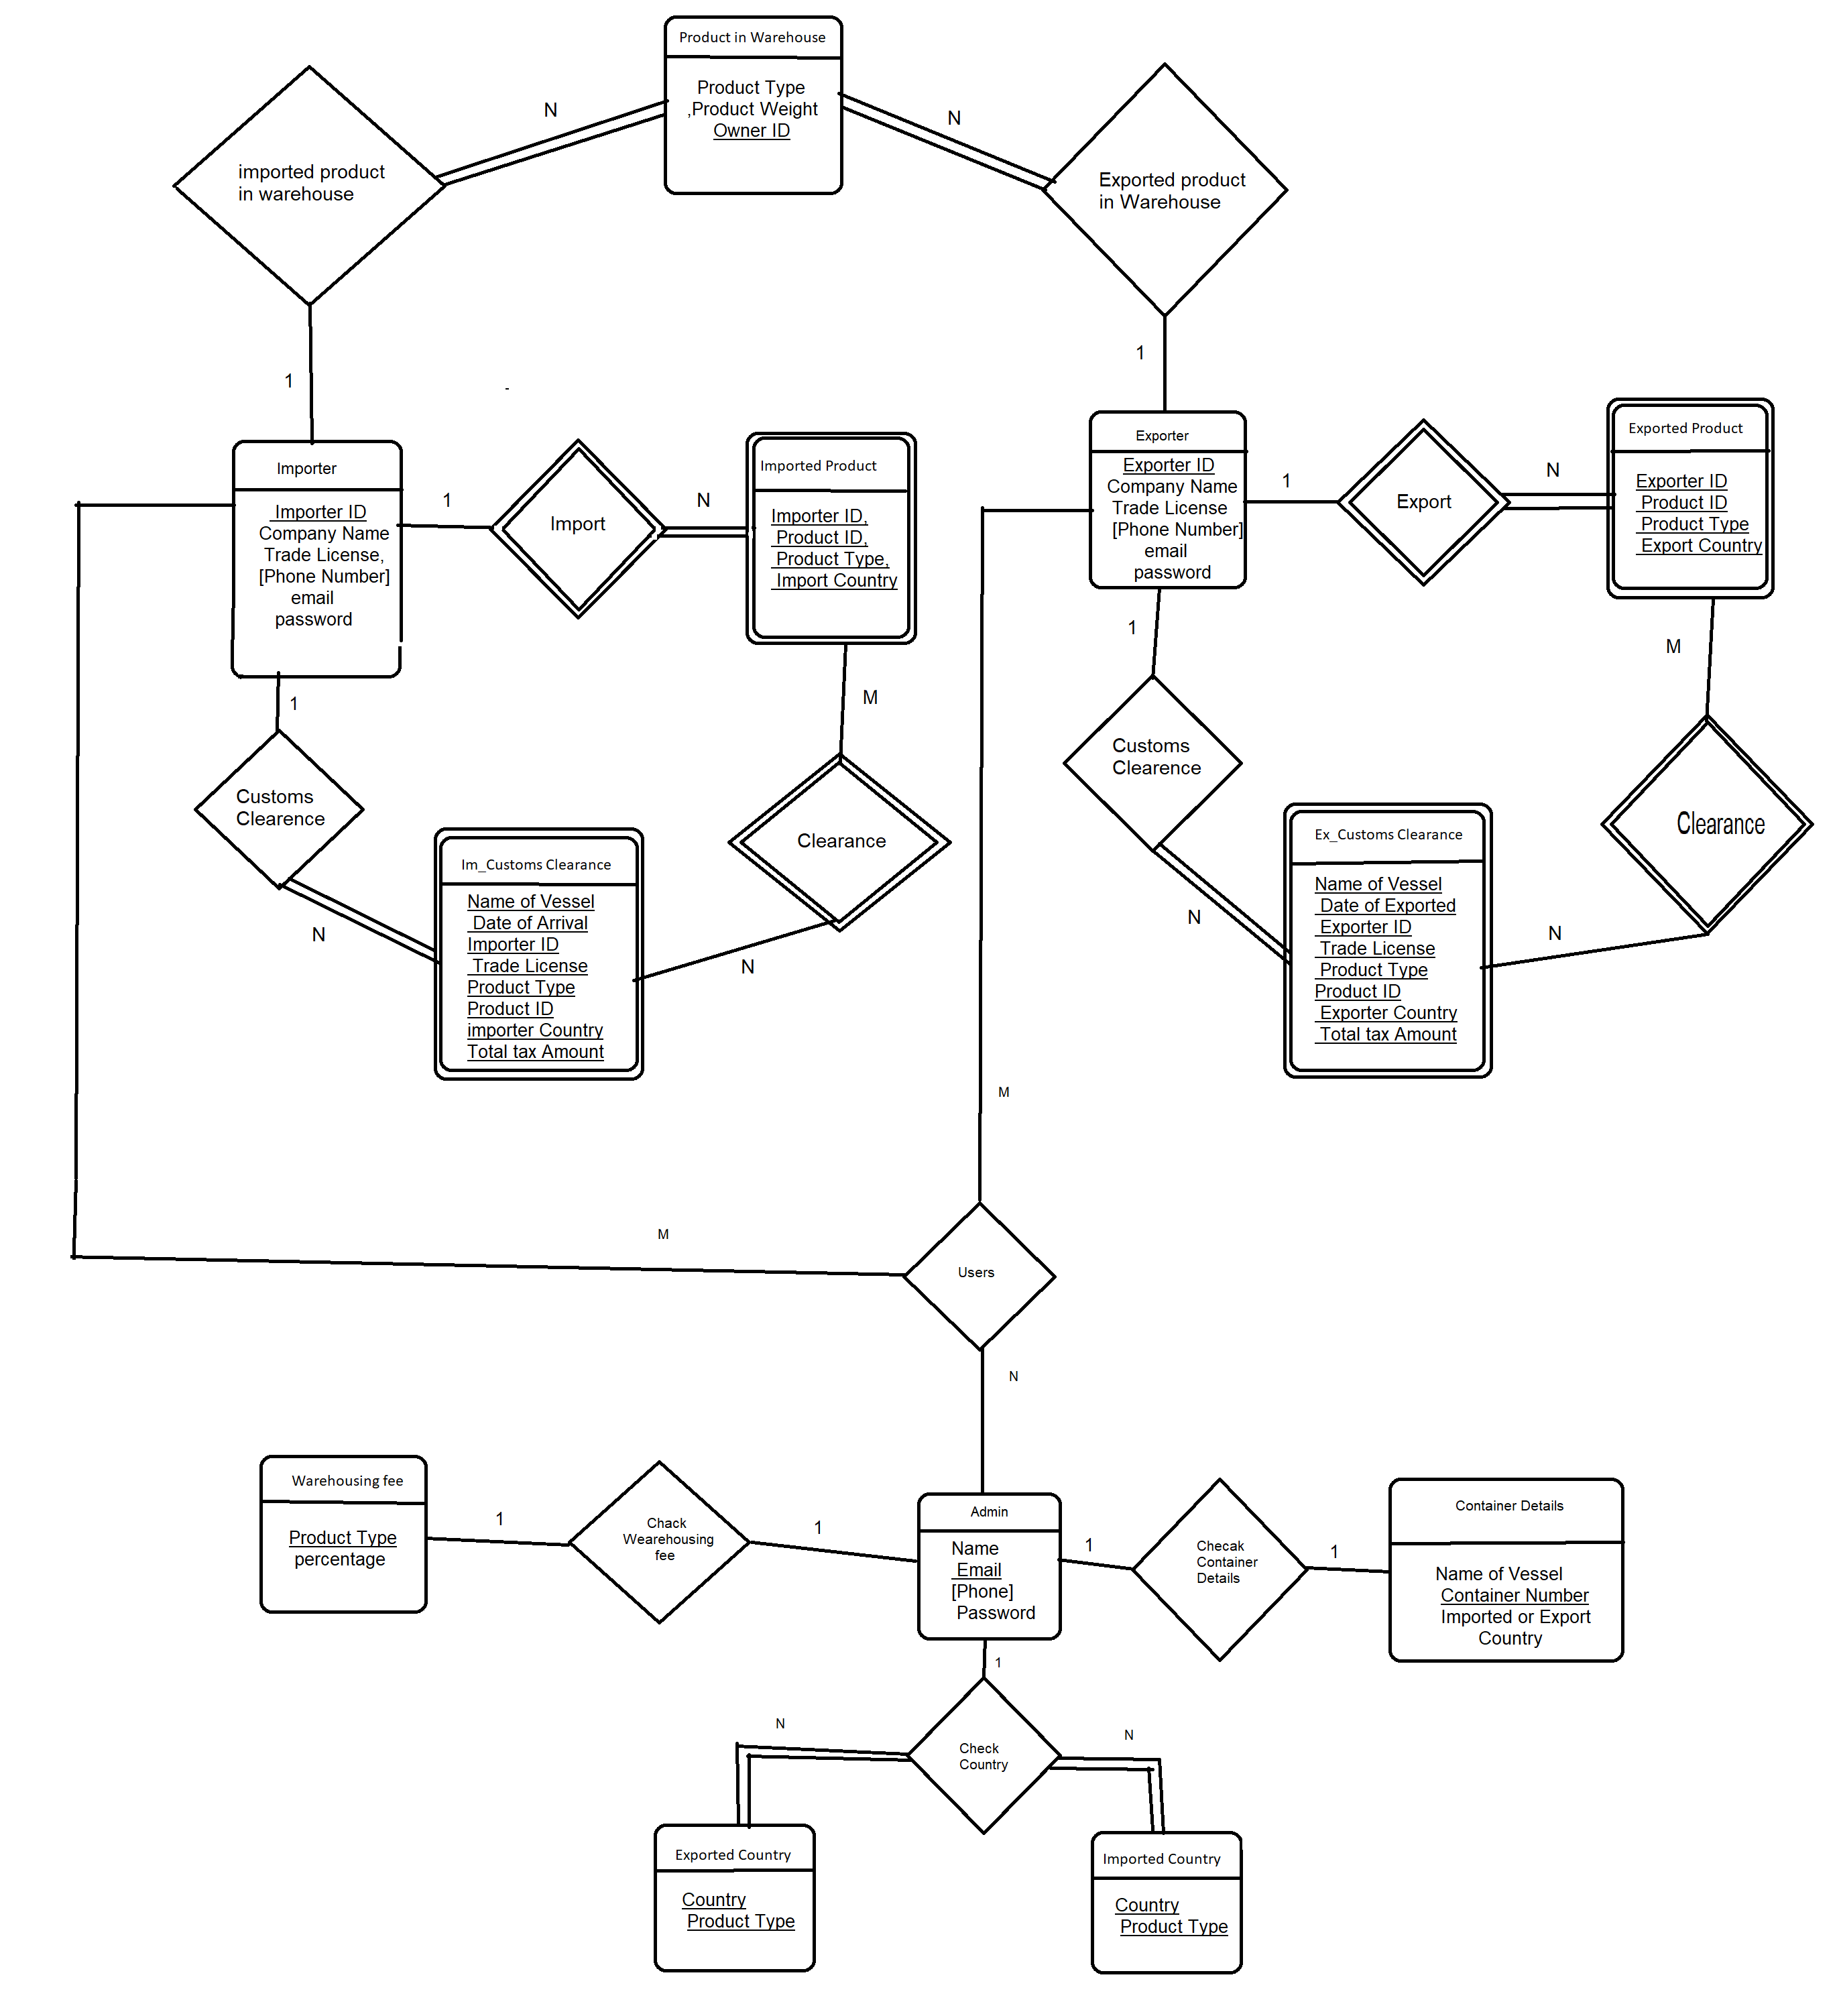 Product in Warehouse
Product Type
,Product Weight
Owner ID
N
N
imported product
in warehouse
Exported product
in Warehouse
1
1
Importer
Importer ID
Company Name
Trade License,
[Phone Number]
email
password
1
Import
N
Imported Product
Importer ID,
Product ID,
Product Type,
Import Country
Exporter
Exporter ID
Company Name
Trade License
[Phone Number]
email
password
1
Export
N
Exported Product
Exporter ID
Product ID
Product Type
Export Country
1
M
1
M
Customs
Clearence
Clearance
Customs
Clearence
Clearance
N
Im_Customs Clearance
Name of Vessel
Date of Arrival
Importer ID
Trade License
Product Type
Product ID
importer Country
Total tax Amount
N
N
Ex_Customs Clearance
Name of Vessel
Date of Exported
Exporter ID
Trade License
Product Type
Product ID
Exporter Country
Total tax Amount
N
M
M
Users
N
Warehousing fee
Product Type
percentage
1
Chack
Wearehousing
fee
1
Admin
Name
Email
[Phone]
Password
1
Checak
Container
Details
1
Container Details
Name of Vessel
Container Number
Imported or Export
Country
1
N
Check
Country
N
Exported Country
Country
Product Type
Imported Country
Country
Product Type